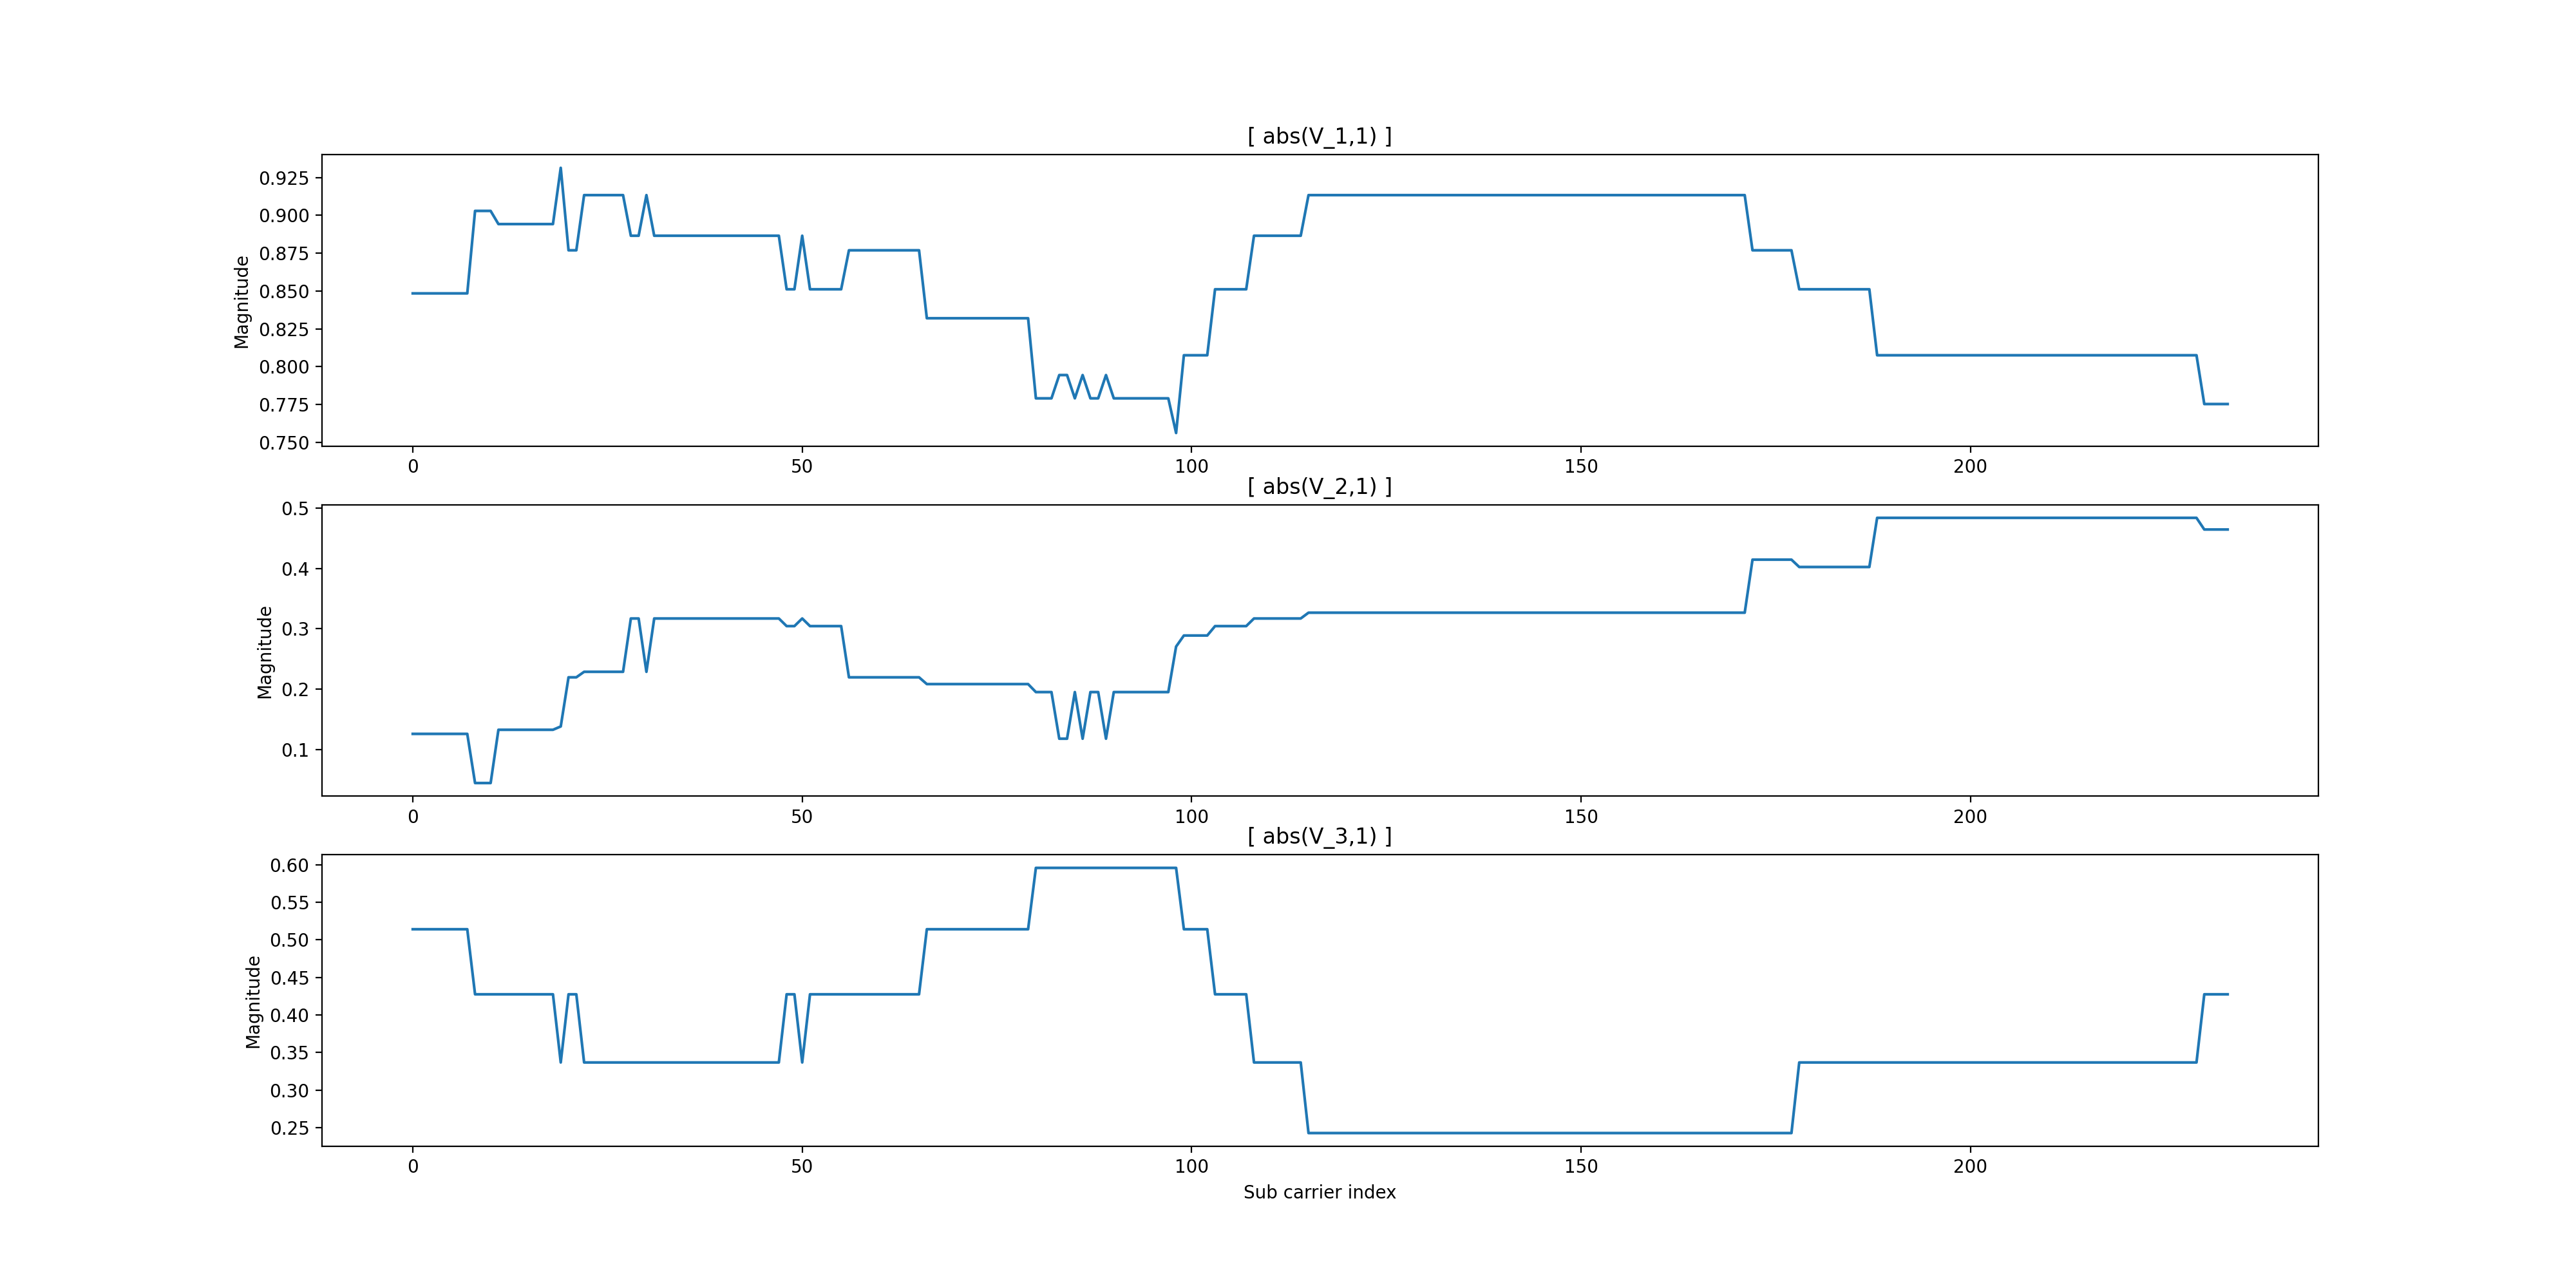 [ abs(V_1,1) ]
Magnitude
0.925
0.900
0.875
0.850
0.825
0.800
0.775
0.750
0 50 100 150 200
[ abs(V_2,1) ]
Magnitude
0.5
0.4
0.3
0.2
0.1
0 50 100 150 200
[ abs(V_3,1) ]
Magnitude
0.60
0.55
0.50
0.45
0.40
0.35
0.30
0.25
0 50 100 150 200
Sub carrier index